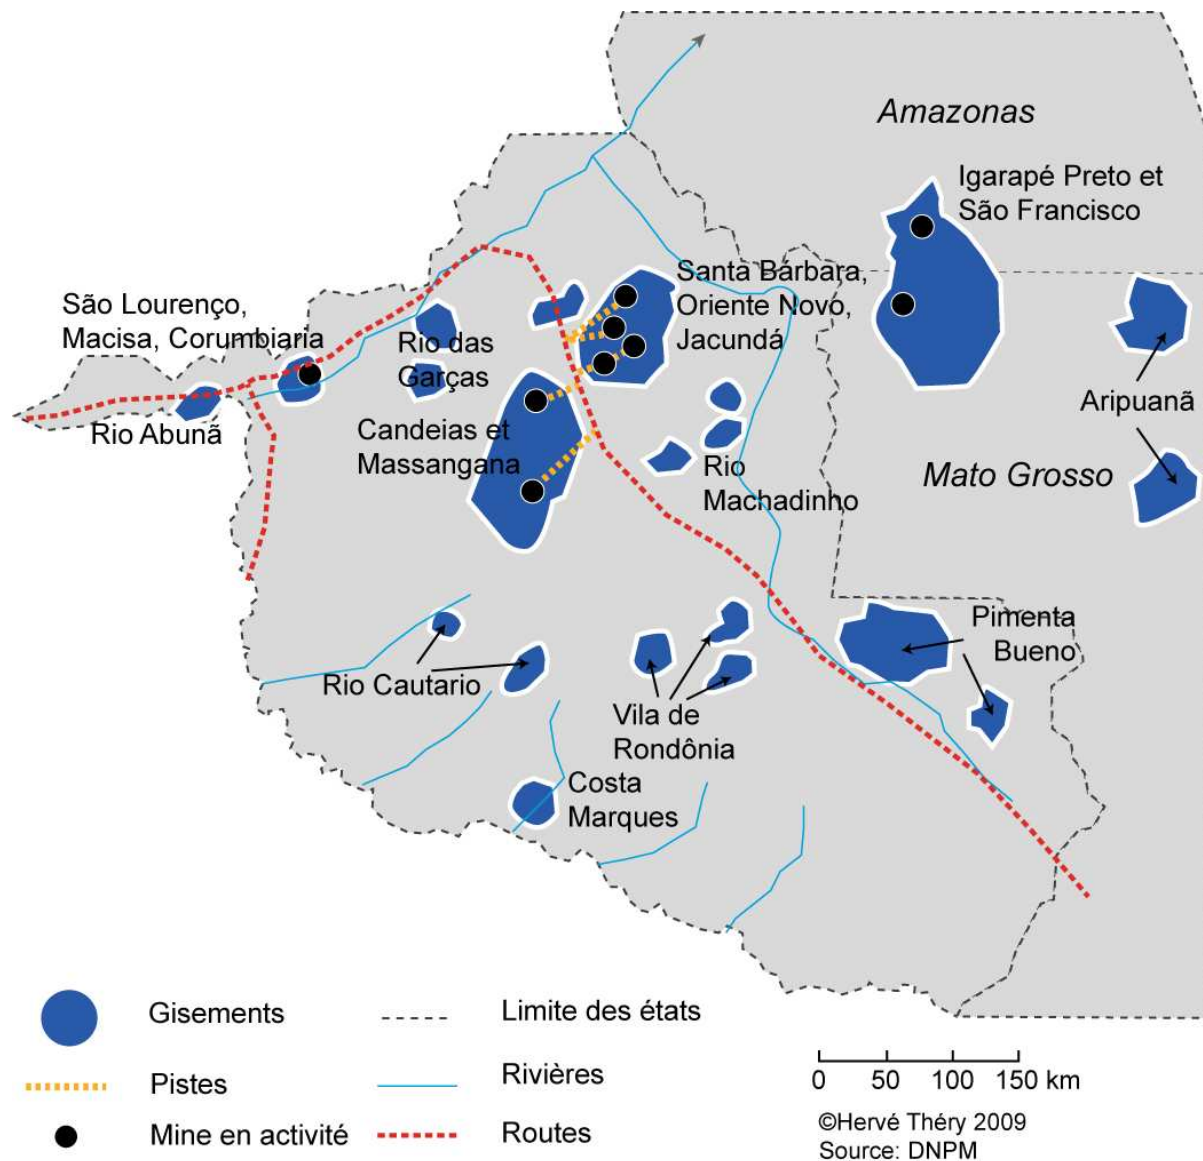 Amazonas
Igarapé Preto et
São Francisco
Santa Bárbara,
Oriente Novo,
Jacundá
São Lourenço,
Macisa, Corumbiaria
Rio das
Garças
Aripuanã
Rio Abunã
Candeias et
Massangana
Rio
Machadinho
Mato Grosso
Pimenta
Bueno
Rio Cautario
Vila de
Rondônia
Costa
Marques
Gisements
Limite des états
Pistes
Rivières
Mine en activité
Routes
0 50 100 150 km
©Hervé Théry 2009
Source: DNPM